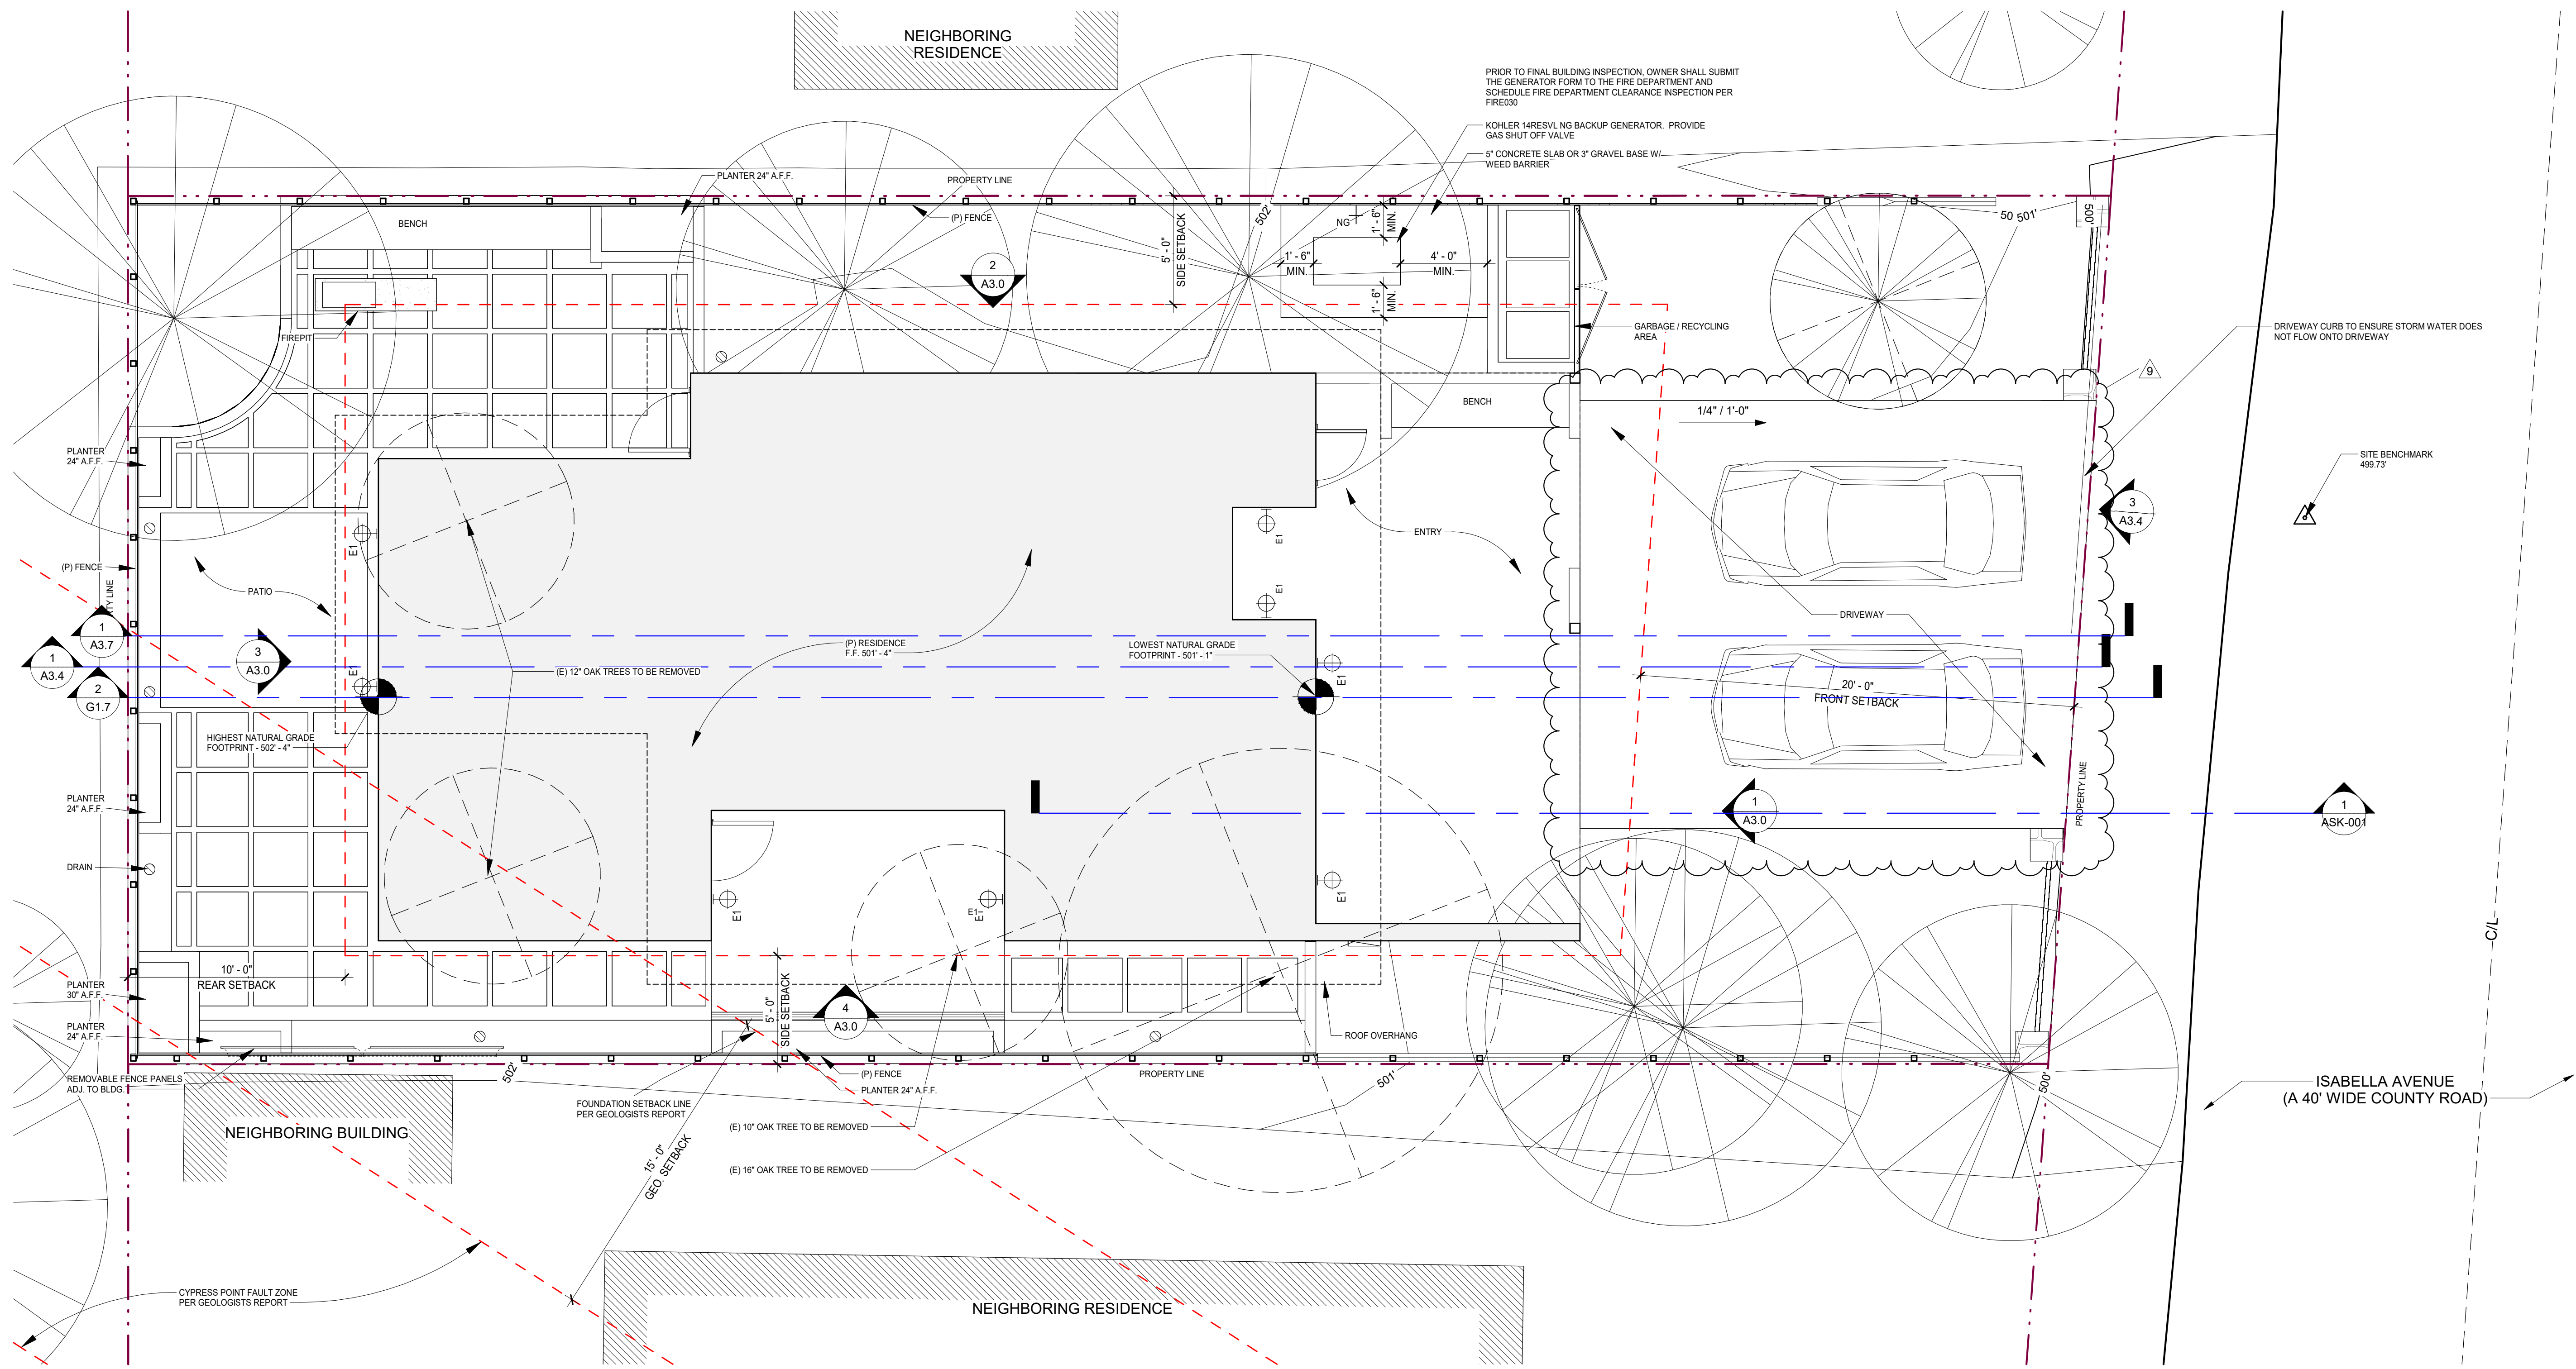 NEIGHBORING
RESIDENCE
PRIOR TO FINAL BUILDING INSPECTION, OWNER SHALL SUBMIT
THE GENERATOR FORM TO THE FIRE DEPARTMENT AND
SCHEDULE FIRE DEPARTMENT CLEARANCE INSPECTION PER
FIRE030
KOHLER 14RESVL NG BACKUP GENERATOR. PROVIDE
GAS SHUT OFF VALVE
5" CONCRETE SLAB OR 3" GRAVEL BASE W/
WEED BARRIER
PLANTER 24" A.F.F.
PROPERTY LINE
(P) FENCE
BENCH
5' - 0"
SIDE SETBACK
502'
NG
1' - 6"
MIN.
1' - 6"
MIN.
4' - 0"
MIN.
1' - 6"
MIN.
50
501'
500'
2
A3.0
FIREPIT
GARBAGE / RECYCLING
AREA
DRIVEWAY CURB TO ENSURE STORM WATER DOES
NOT FLOW ONTO DRIVEWAY
9
BENCH
1/4" / 1'-0"
PLANTER
24" A.F.F.
SITE BENCHMARK
499.73'
3
A3.4
E1
E1
ENTRY
(P) FENCE
TY LINE
PATIO
E1
DRIVEWAY
1
A3.7
1
A3.4
2
G1.7
3
A3.0
E1
(E) 12" OAK TREES TO BE REMOVED
(P) RESIDENCE
F.F. 501' - 4"
LOWEST NATURAL GRADE
FOOTPRINT - 501' - 1"
E1
20' - 0"
FRONT SETBACK
HIGHEST NATURAL GRADE
FOOTPRINT - 502' - 4"
PLANTER
24" A.F.F.
1
A3.0
PROPERTY LINE
1
ASK-001
DRAIN
E1
E1
E1
E1
C/L
10' - 0"
REAR SETBACK
PLANTER
30" A.F.F.
PLANTER
24" A.F.F.
5' - 0"
SIDE SETBACK
4
A3.0
ROOF OVERHANG
REMOVABLE FENCE PANELS
ADJ. TO BLDG.
502'
(P) FENCE
PLANTER 24" A.F.F.
PROPERTY LINE
501'
500'
ISABELLA AVENUE
(A 40' WIDE COUNTY ROAD)
FOUNDATION SETBACK LINE
PER GEOLOGISTS REPORT
(E) 10" OAK TREE TO BE REMOVED
NEIGHBORING BUILDING
15' - 0"
GEO. SETBACK
(E) 16" OAK TREE TO BE REMOVED
CYPRESS POINT FAULT ZONE
PER GEOLOGISTS REPORT
NEIGHBORING RESIDENCE